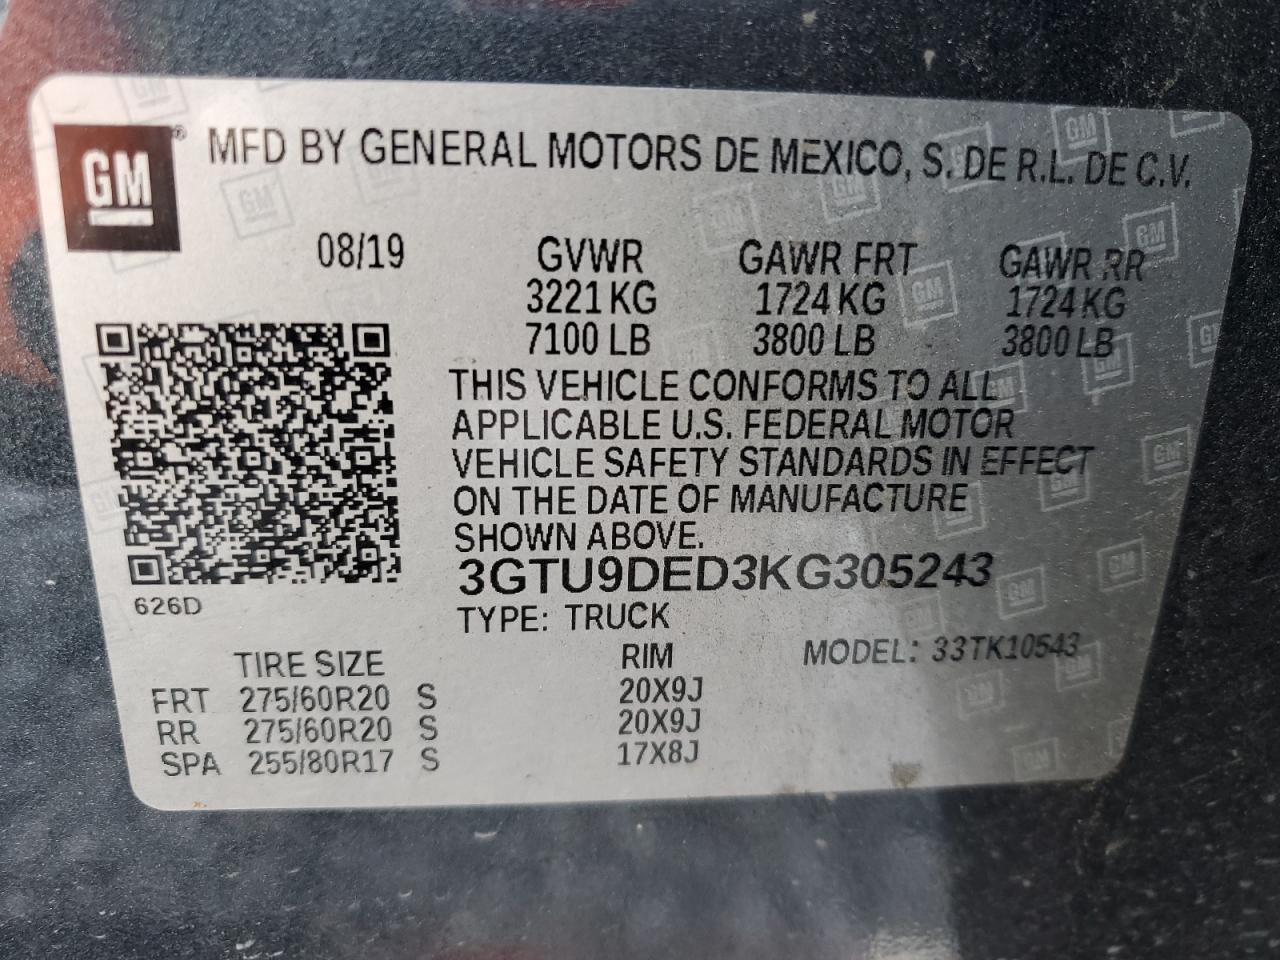 GM® MFD BY GENERAL MOTORS DE MEXICO, S. DE R.L. DE C.V.
08/19 GVWR GAWR FRT GAWR RR
3221 KG 1724 KG 1724 KG
7100 LB 3800 LB 3800 LB
THIS VEHICLE CONFORMS TO ALL
APPLICABLE U.S. FEDERAL MOTOR
VEHICLE SAFETY STANDARDS IN EFFECT
ON THE DATE OF MANUFACTURE
SHOWN ABOVE.
3GTU9DED3KG305243
626D
TYPE: TRUCK
TIRE SIZE RIM MODEL: 33TK10543
FRT 275/60R20 S 20X9J
RR 275/60R20 S 20X9J
SPA 255/80R17 S 17X8J